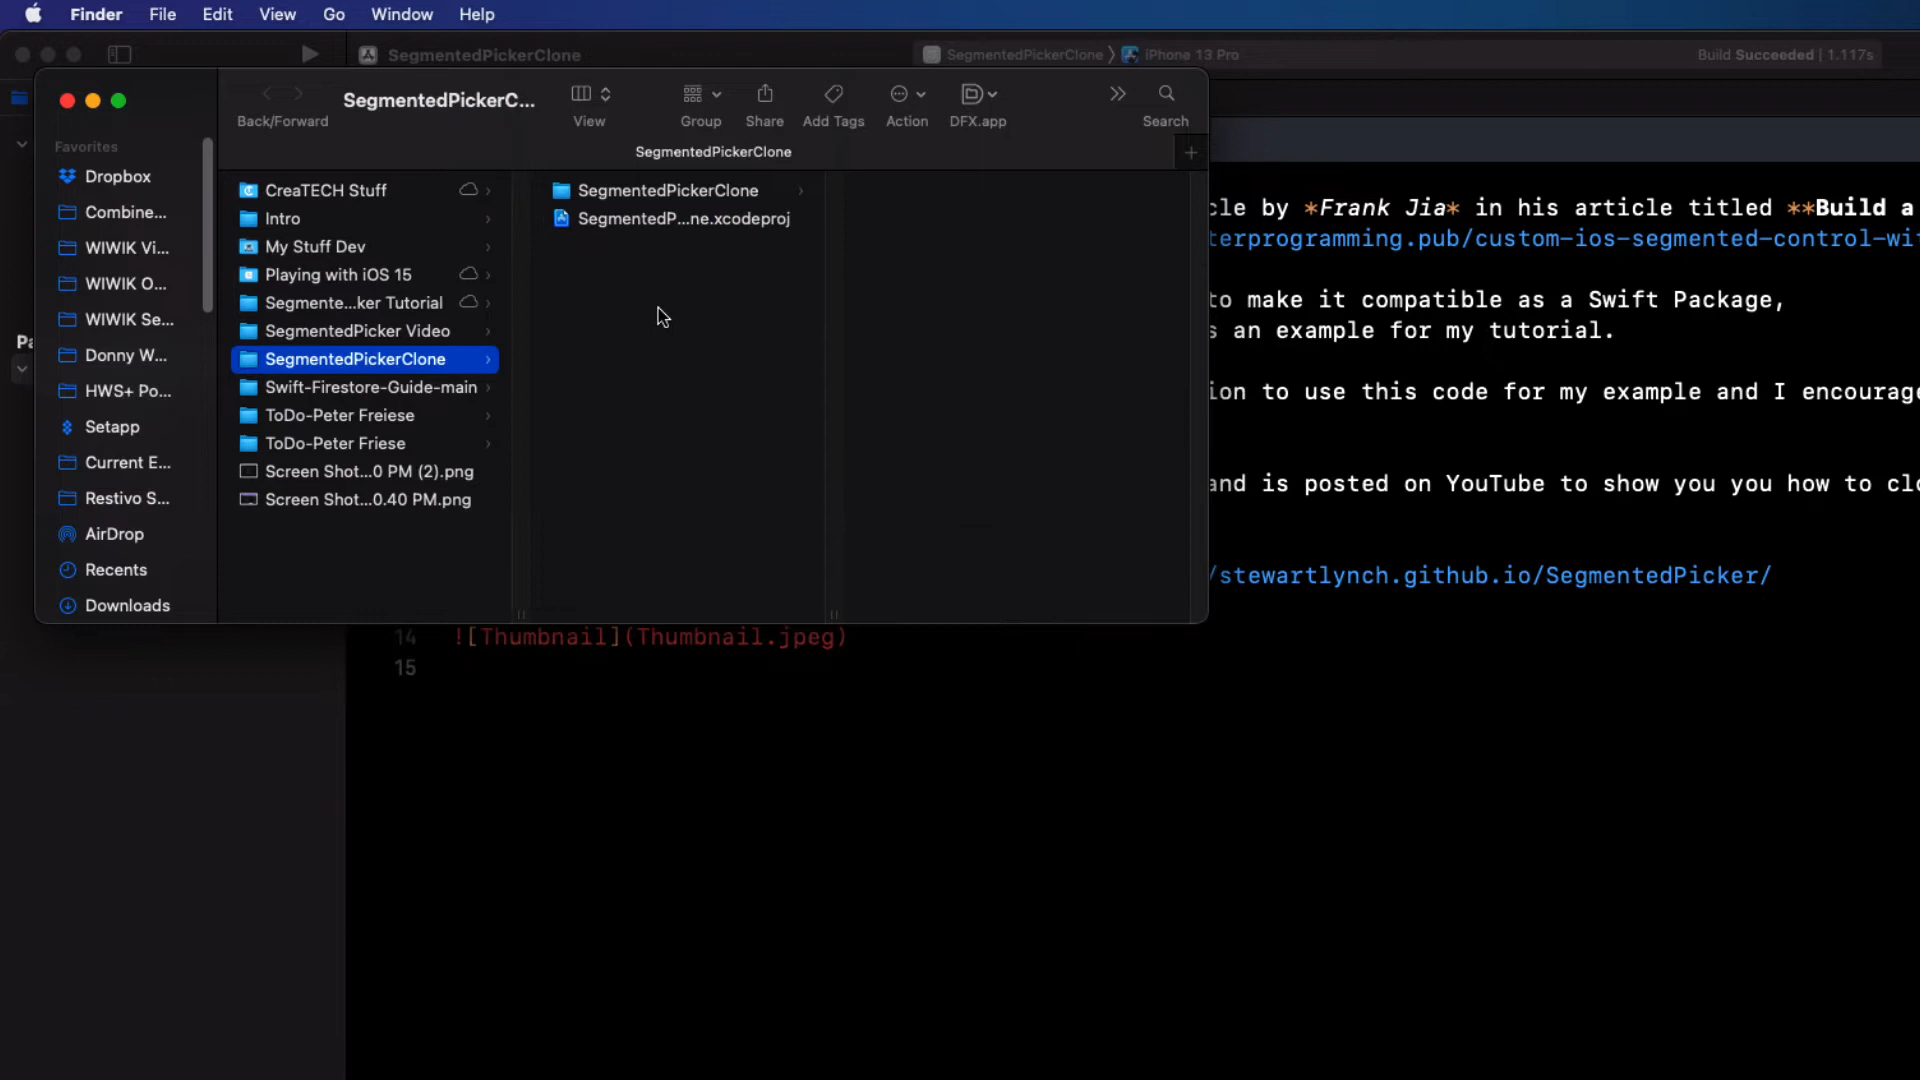 Finder File Edit View Go Window Help
SegmentedPickerClone
SegmentedPickerClone 〉 iPhone 13 Pro
Build Succeeded | 1.117s
SegmentedPickerC...
Back/Forward View Group Share Add Tags Action DFX.app Search
SegmentedPickerClone
Favorites
Dropbox
Combine...
WIWIK Vi...
WIWIK O...
WIWIK Se...
Donny W...
HWS+ Po...
Setapp
Current E...
Restivo S...
AirDrop
Recents
Downloads
CreaTECH Stuff
Intro
My Stuff Dev
Playing with iOS 15
Segmente...ker Tutorial
SegmentedPicker Video
SegmentedPickerClone
Swift-Firestore-Guide-main
ToDo-Peter Freiese
ToDo-Peter Friese
Screen Shot...0 PM (2).png
Screen Shot...0.40 PM.png
SegmentedPickerClone
SegmentedP...ne.xcodeproj
Pa
cle by *Frank Jia* in his article titled **Build a
terprogramming.pub/custom-ios-segmented-control-wi
to make it compatible as a Swift Package,
s an example for my tutorial.
ion to use this code for my example and I encourage
and is posted on YouTube to show you you how to clo
/stewartlynch.github.io/SegmentedPicker/
14 ![Thumbnail](Thumbnail.jpeg)
15